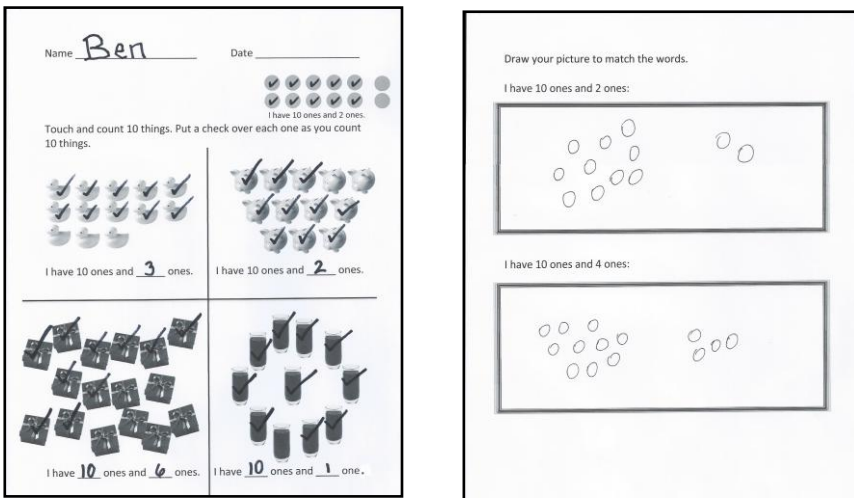 Name Ben Date
I have 10 ones and 2 ones.
Touch and count 10 things. Put a check over each one as you count
10 things.
I have 10 ones and 3 ones.
I have 10 ones and 2 ones.
I have 10 ones and 6 ones.
I have 10 ones and 1 one.
Draw your picture to match the words.
I have 10 ones and 2 ones:
I have 10 ones and 4 ones: